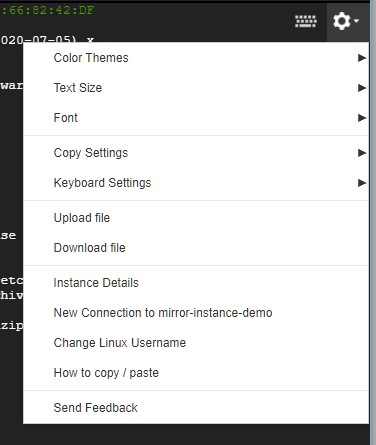 :66:82:42:DF
020-07-05) x
Color Themes
war
Text Size
Font
Copy Settings
Keyboard Settings
Upload file
se
Download file
etc
Instance Details
hiv
New Connection to mirror-instance-demo
zip
Change Linux Username
How to copy / paste
Send Feedback